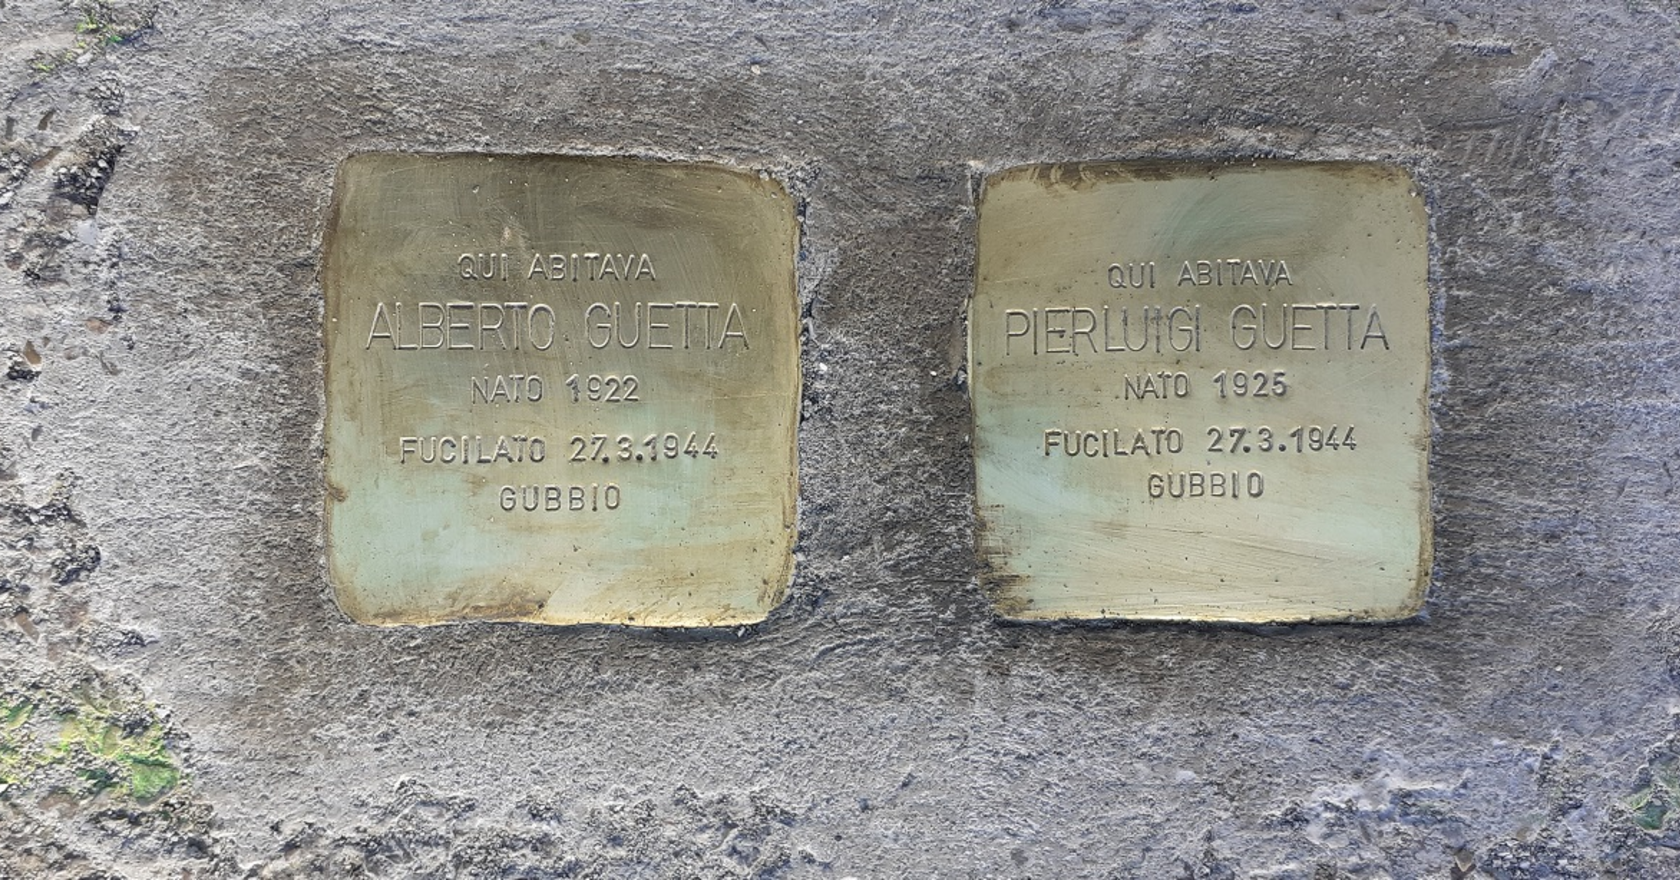 QUI ABITAVA
ALBERTO GUETTA
NATO 1922
FUCILATO 27.3.1944
GUBBIO
QUI ABITAVA
PIERLUIGI GUETTA
NATO 1925
FUCILATO 27.3.1944
GUBBIO